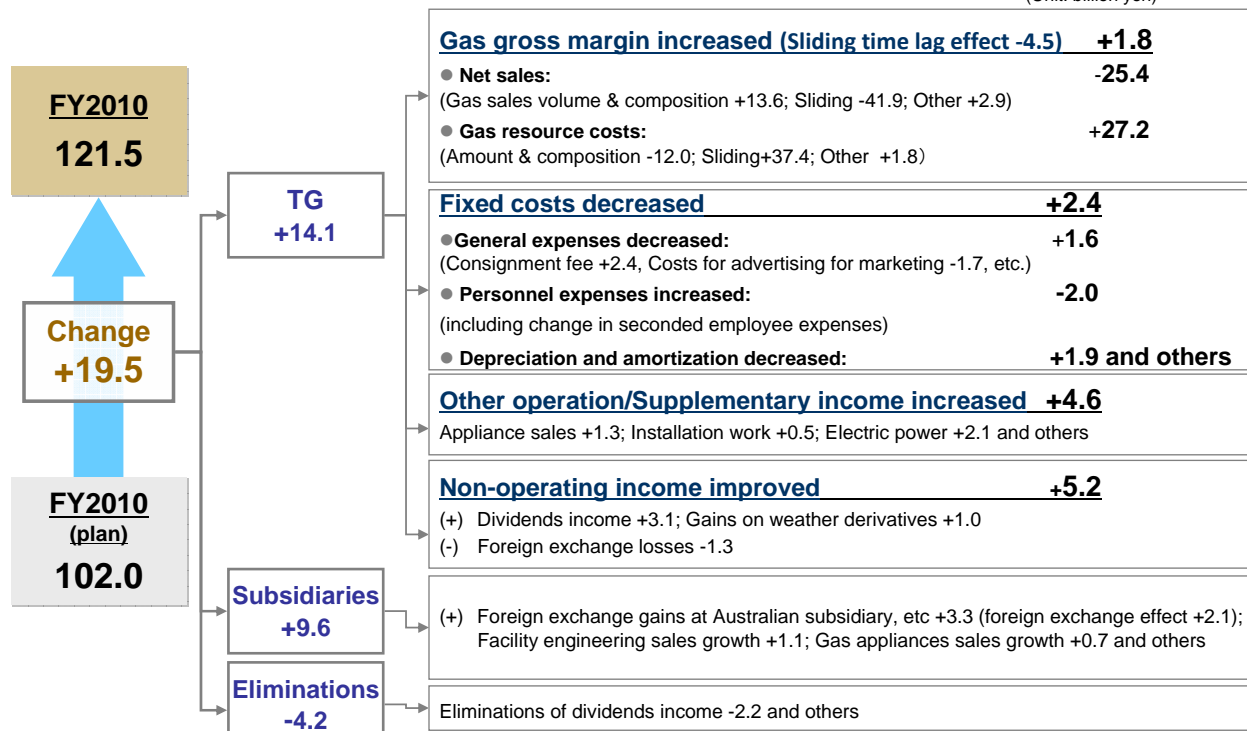 (Unit: billion yen)
FY2010
121.5
Change
+19.5
FY2010
(plan)
102.0
TG
+14.1
Subsidiaries
+9.6
Eliminations
-4.2
Gas gross margin increased (Sliding time lag effect -4.5) +1.8
● Net sales: -25.4
(Gas sales volume & composition +13.6; Sliding -41.9; Other +2.9)
● Gas resource costs: +27.2
(Amount & composition -12.0; Sliding+37.4; Other +1.8）
Fixed costs decreased +2.4
●General expenses decreased: +1.6
(Consignment fee +2.4, Costs for advertising for marketing -1.7, etc.)
● Personnel expenses increased: -2.0
(including change in seconded employee expenses)
● Depreciation and amortization decreased: +1.9 and others
Other operation/Supplementary income increased +4.6
Appliance sales +1.3; Installation work +0.5; Electric power +2.1 and others
Non-operating income improved +5.2
(+) Dividends income +3.1; Gains on weather derivatives +1.0
(-) Foreign exchange losses -1.3
(+) Foreign exchange gains at Australian subsidiary, etc +3.3 (foreign exchange effect +2.1);
Facility engineering sales growth +1.1; Gas appliances sales growth +0.7 and others
Eliminations of dividends income -2.2 and others